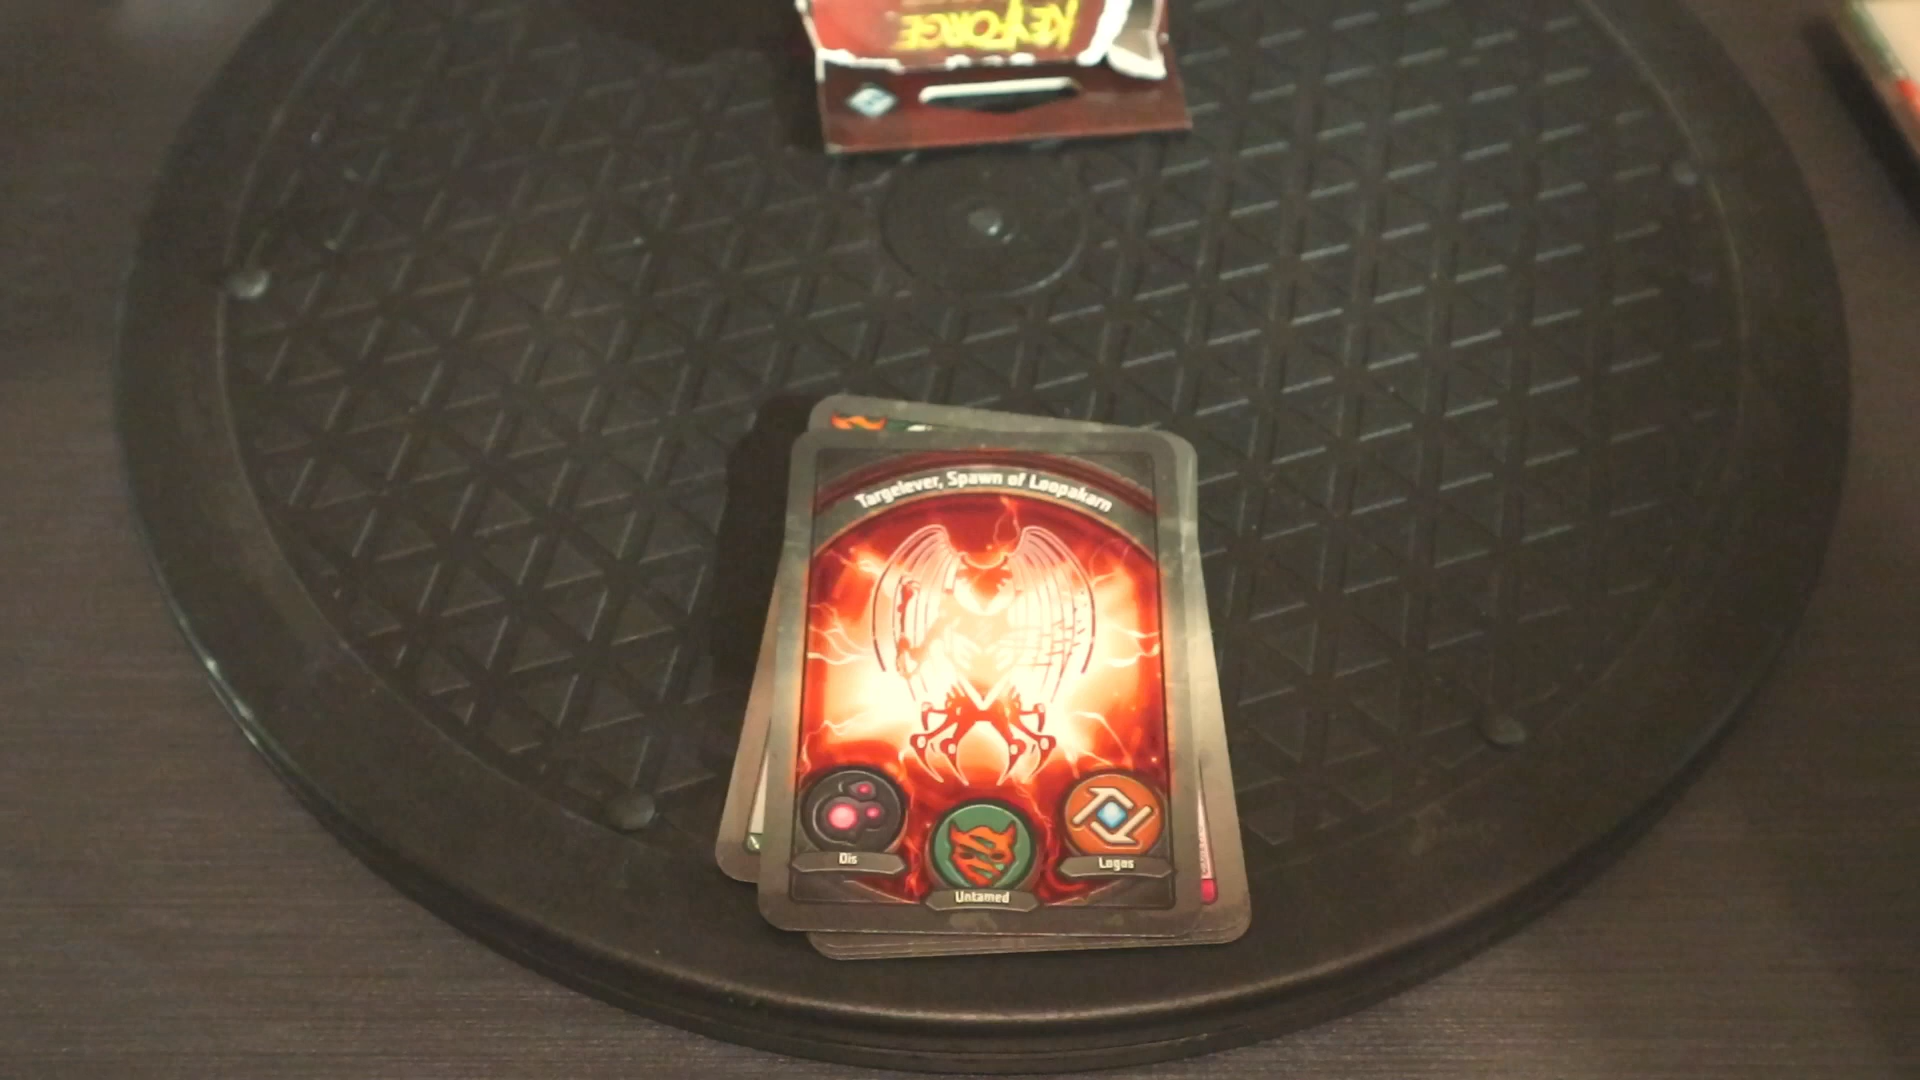 KEYFORGE
Targelever, Spawn of Loopakarn
Dis
Logos
Untamed